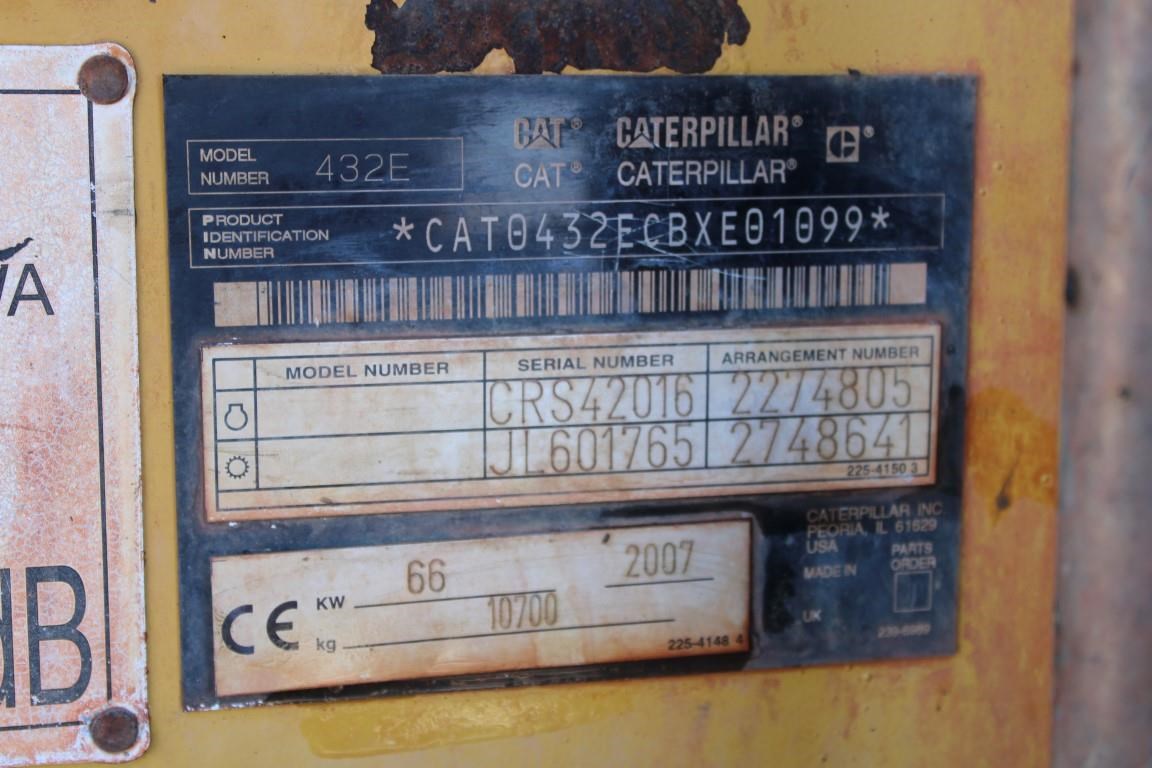 CAT® CATERPILLAR® ®
CAT® CATERPILLAR®
MODEL NUMBER 432E
PRODUCT IDENTIFICATION NUMBER *CAT0432ECBXE01099*
MODEL NUMBER SERIAL NUMBER ARRANGEMENT NUMBER
CRS42016 2274805
JL601765 2748641
225-4150 3
CE
KW 66 2007
kg 10700
225-4148 4
CATERPILLAR INC
PEORIA, IL 61629
USA
MADE IN
UK
PARTS
ORDER
WA
dB